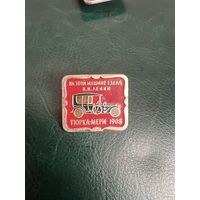 НА ЭТОЙ МАШИНЕ ЕЗДИЛ
В.И.ЛЕНИН
ТЮРКА-МЕРИ 1908